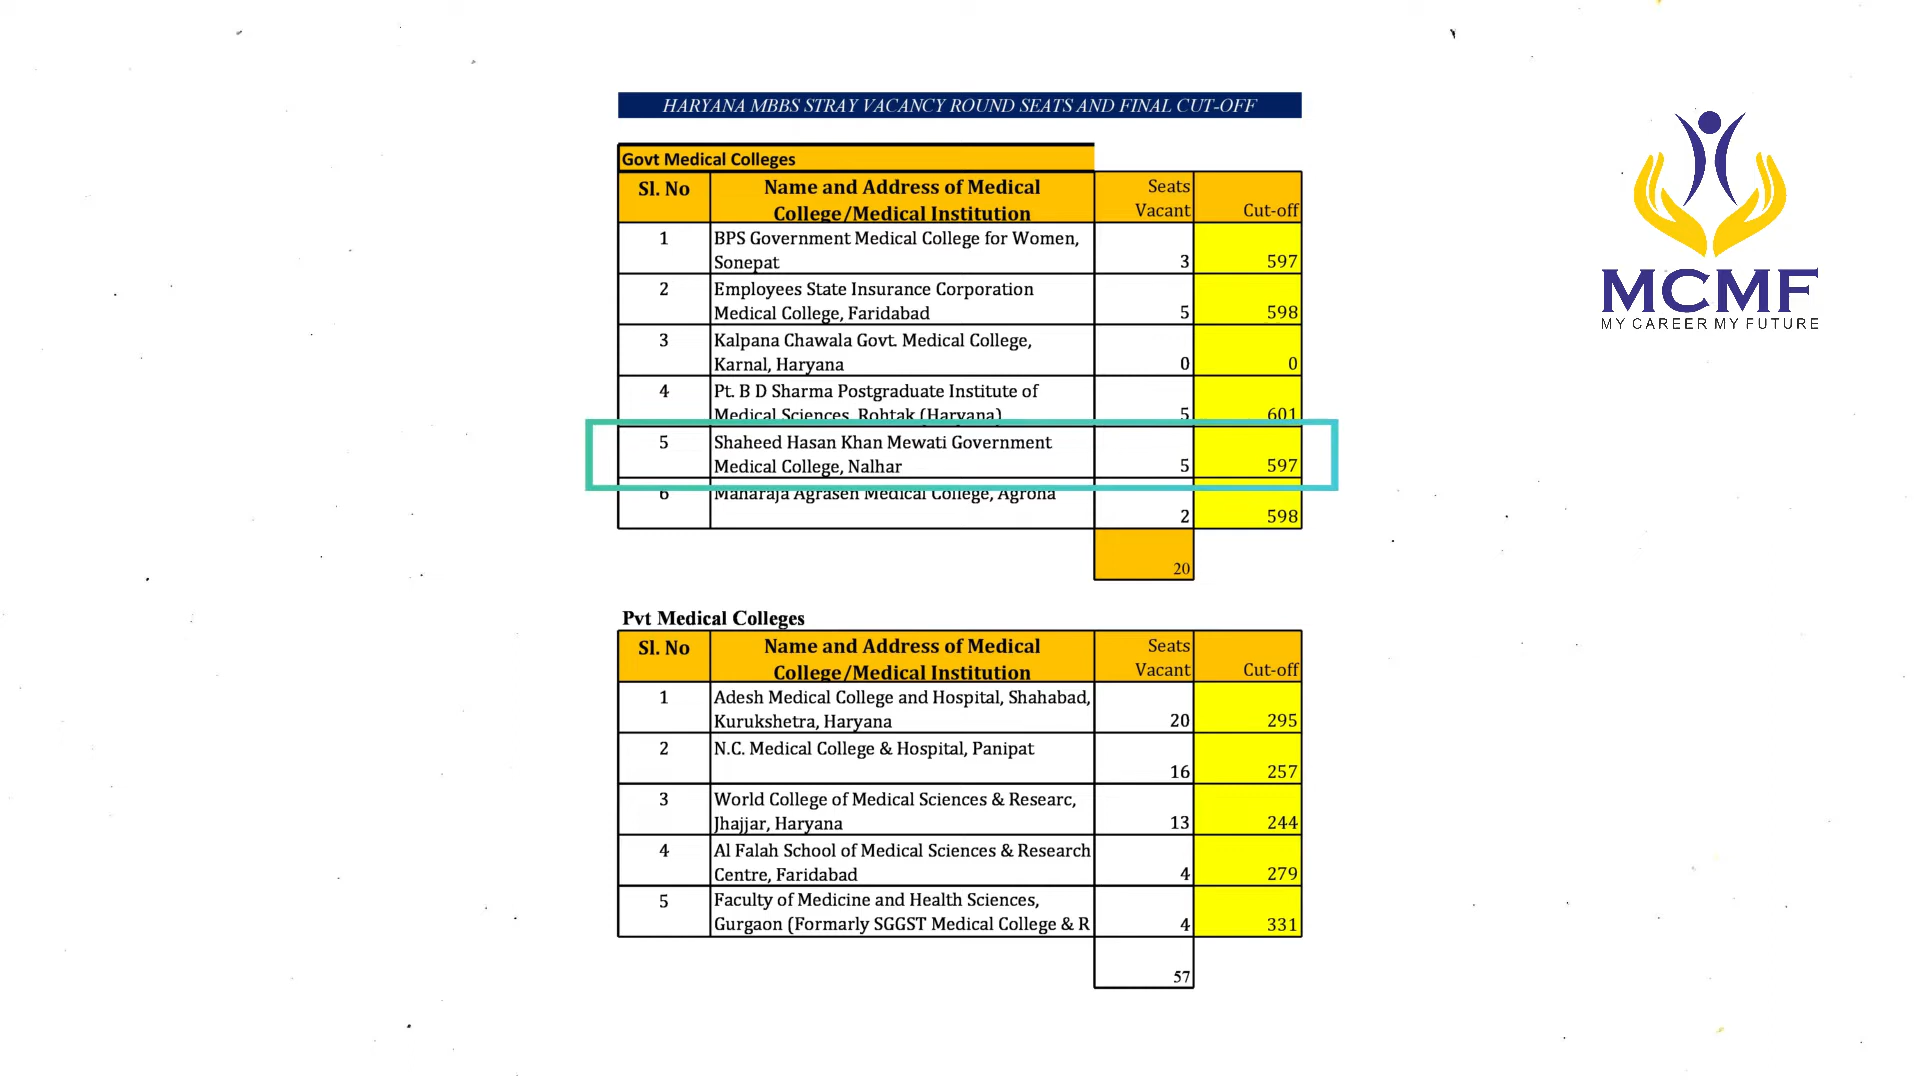 HARYANA MBBS STRAY VACANCY ROUND SEATS AND FINAL CUT-OFF
Govt Medical Colleges
Sl. No Name and Address of Medical College/Medical Institution Seats Vacant Cut-off
1 BPS Government Medical College for Women, Sonepat 3 597
2 Employees State Insurance Corporation Medical College, Faridabad 5 598
3 Kalpana Chawala Govt. Medical College, Karnal, Haryana 0 0
4 Pt. B D Sharma Postgraduate Institute of Medical Sciences, Rohtak (Haryana) 5 601
5 Shaheed Hasan Khan Mewati Government Medical College, Nalhar 5 597
6 Maharaja Agrasen Medical College, Agroha 2 598
20
Pvt Medical Colleges
Sl. No Name and Address of Medical College/Medical Institution Seats Vacant Cut-off
1 Adesh Medical College and Hospital, Shahabad, Kurukshetra, Haryana 20 295
2 N.C. Medical College & Hospital, Panipat 16 257
3 World College of Medical Sciences & Researc, Jhajjar, Haryana 13 244
4 Al Falah School of Medical Sciences & Research Centre, Faridabad 4 279
5 Faculty of Medicine and Health Sciences, Gurgaon (Formarly SGGST Medical College & R 4 331
57
MCMF
MY CAREER MY FUTURE